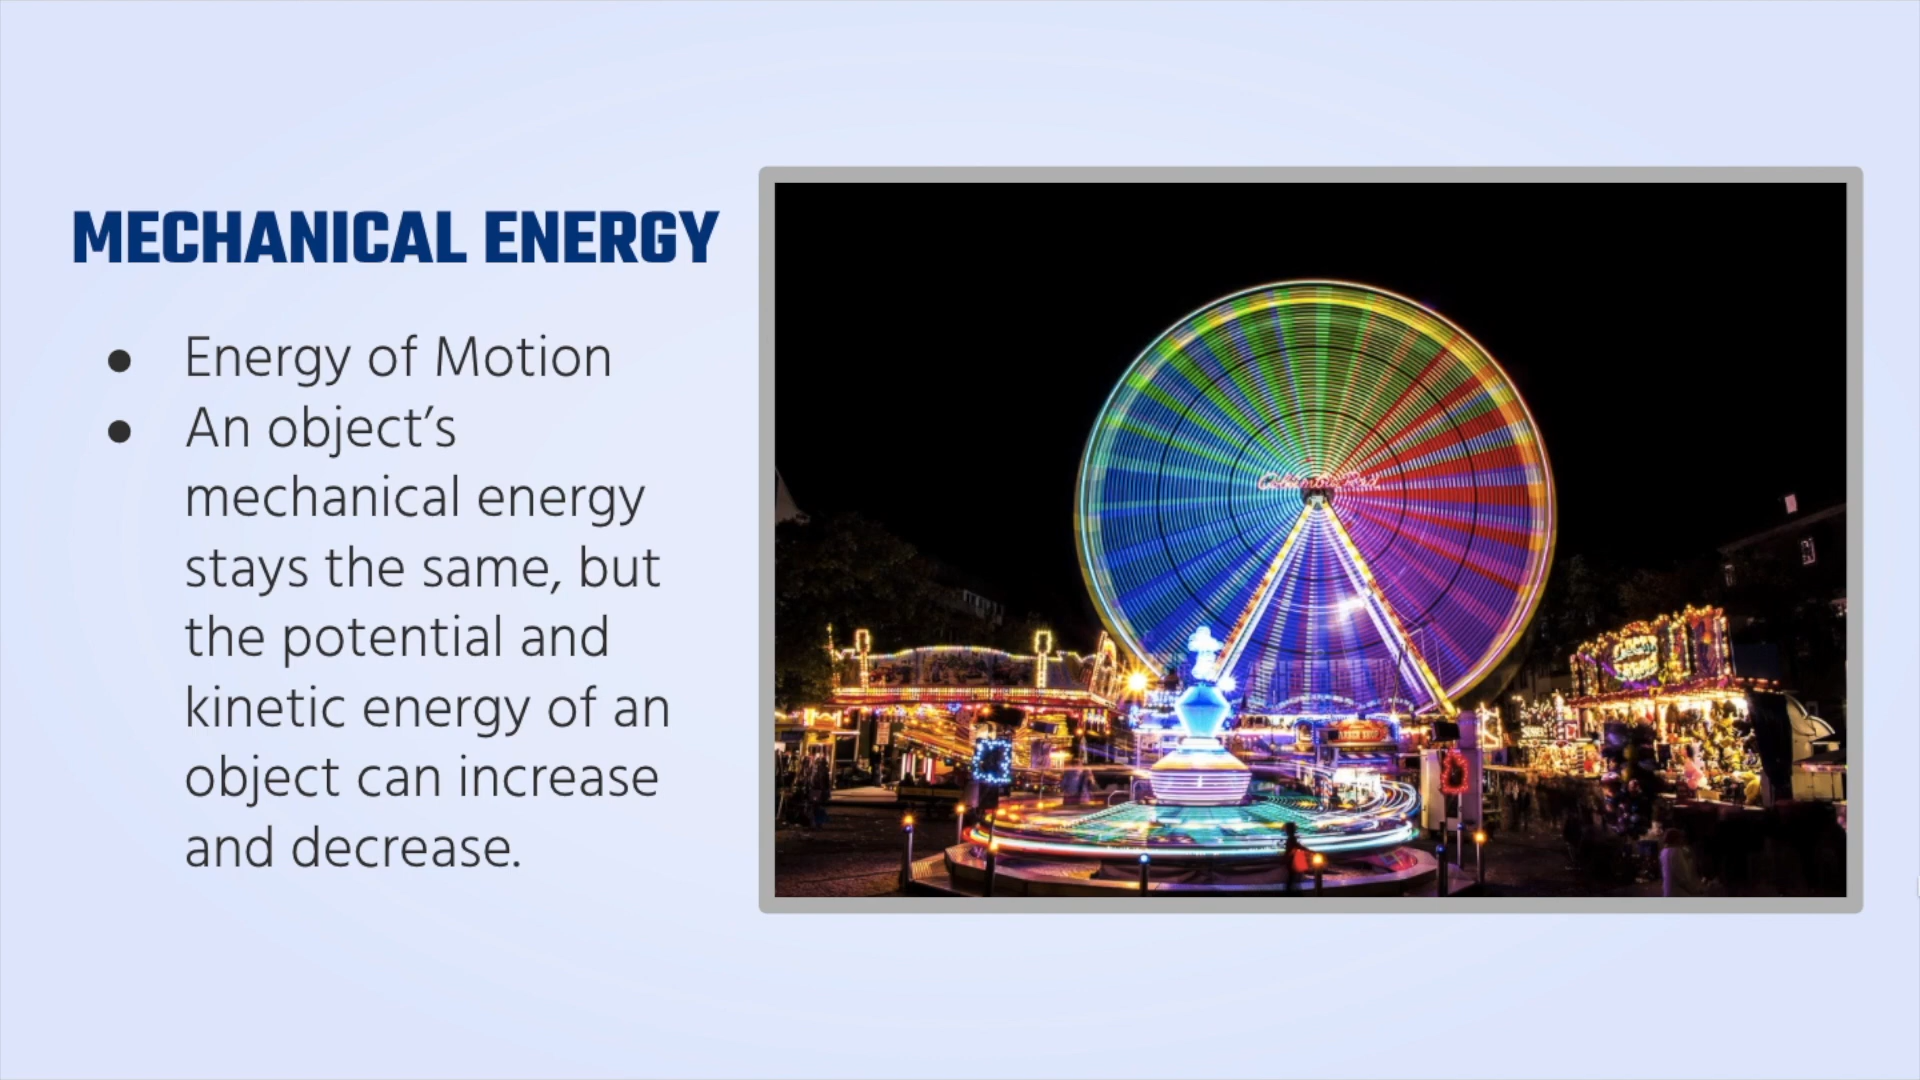 MECHANICAL ENERGY
● Energy of Motion
● An object’s
mechanical energy
stays the same, but
the potential and
kinetic energy of an
object can increase
and decrease.